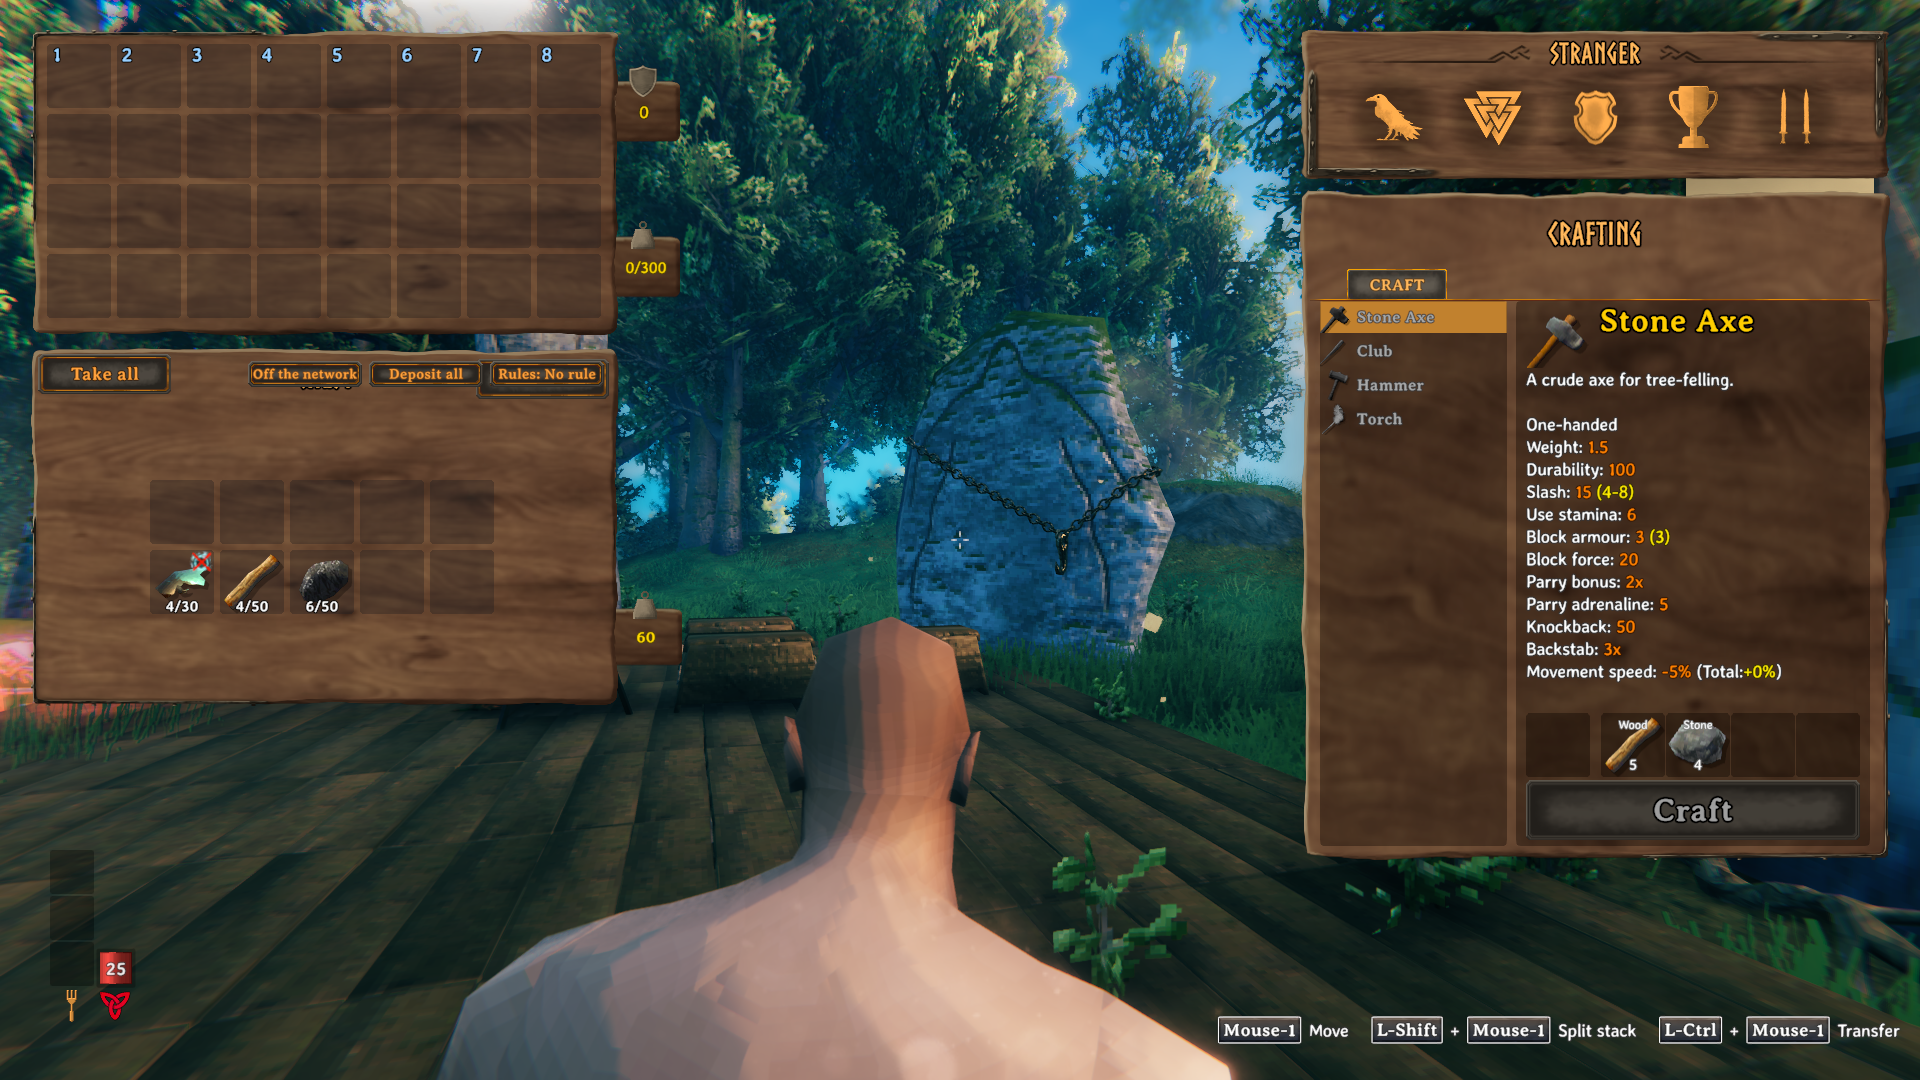 1 2 3 4 5 6 7 8
0
0/300
Take all
Off the network
Deposit all
Rules: No rule
4/30
4/50
6/50
60
25
STRANGER
CRAFTING
CRAFT
Stone Axe
Club
Hammer
Torch
Stone Axe
A crude axe for tree-felling.
One-handed
Weight: 1.5
Durability: 100
Slash: 15 (4-8)
Use stamina: 6
Block armour: 3 (3)
Block force: 20
Parry bonus: 2x
Parry adrenaline: 5
Knockback: 50
Backstab: 3x
Movement speed: -5% (Total:+0%)
Wood
5
Stone
4
Craft
Mouse-1 Move L-Shift + Mouse-1 Split stack L-Ctrl + Mouse-1 Transfer